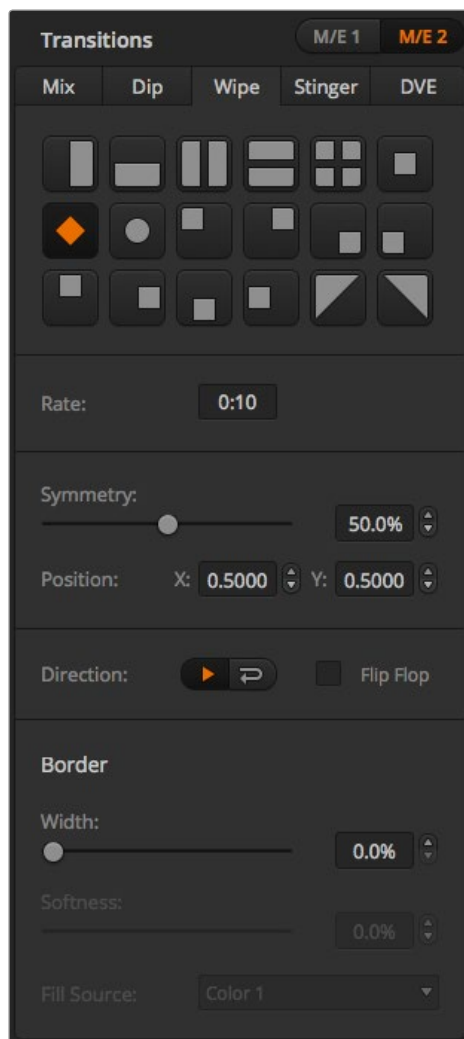 Transitions M/E 1 M/E 2
Mix Dip Wipe Stinger DVE
Rate: 0:10
Symmetry:
50.0%
Position: X: 0.5000 Y: 0.5000
Direction: Flip Flop
Border
Width:
0.0%
Softness:
0.0%
Fill Source: Color 1